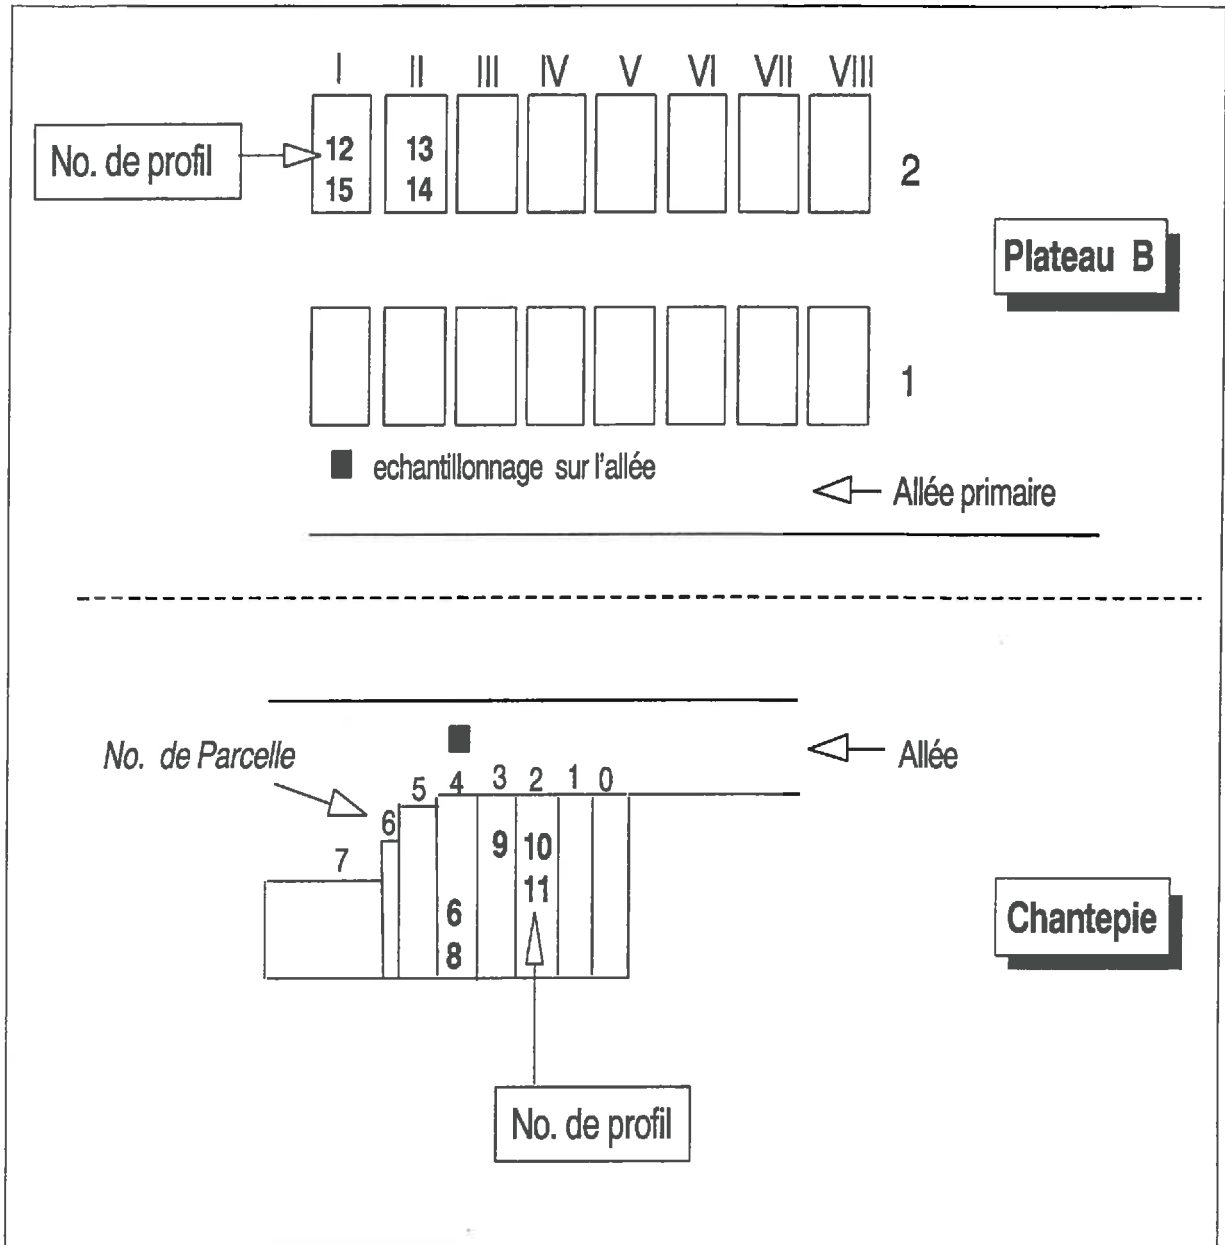 I II III IV V VI VII VIII
No. de profil
12 13
15 14
2
Plateau B
1
echantillonnage sur l'allée
Allée primaire
No. de Parcelle
Allée
7 6 5 4 3 2 1 0
9 10
11
6
8
Chantepie
No. de profil